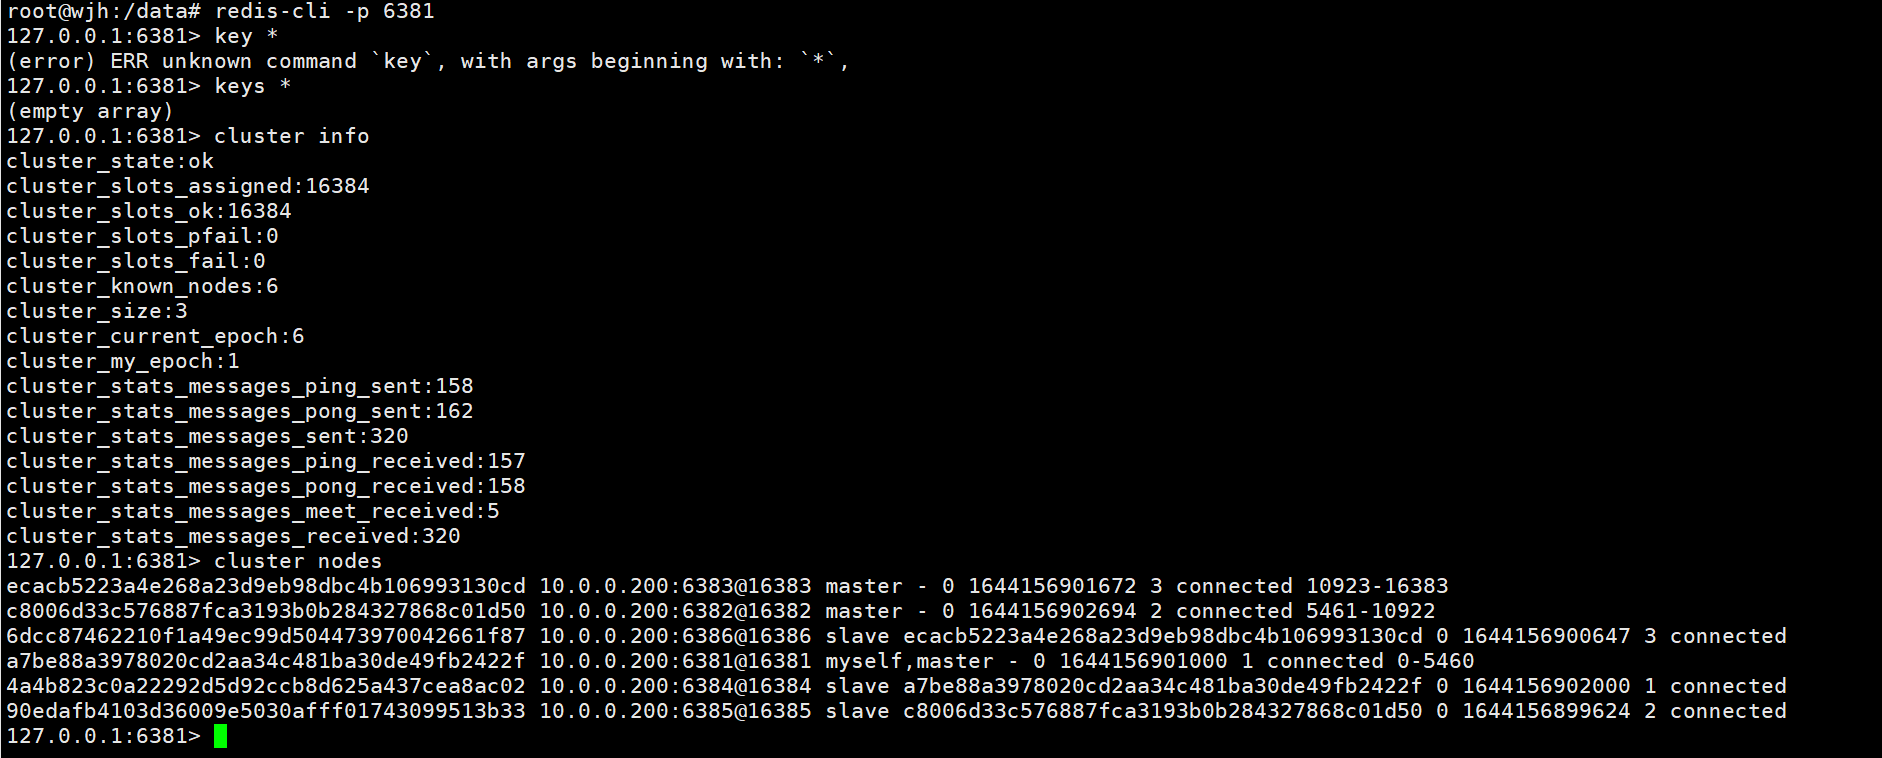 root@wjh:/data# redis-cli -p 6381
127.0.0.1:6381> key *
(error) ERR unknown command `key`, with args beginning with: `*`,
127.0.0.1:6381> keys *
(empty array)
127.0.0.1:6381> cluster info
cluster_state:ok
cluster_slots_assigned:16384
cluster_slots_ok:16384
cluster_slots_pfail:0
cluster_slots_fail:0
cluster_known_nodes:6
cluster_size:3
cluster_current_epoch:6
cluster_my_epoch:1
cluster_stats_messages_ping_sent:158
cluster_stats_messages_pong_sent:162
cluster_stats_messages_sent:320
cluster_stats_messages_ping_received:157
cluster_stats_messages_pong_received:158
cluster_stats_messages_meet_received:5
cluster_stats_messages_received:320
127.0.0.1:6381> cluster nodes
ecacb5223a4e268a23d9eb98dbc4b106993130cd 10.0.0.200:6383@16383 master - 0 1644156901672 3 connected 10923-16383
c8006d33c576887fca3193b0b284327868c01d50 10.0.0.200:6382@16382 master - 0 1644156902694 2 connected 5461-10922
6dcc87462210f1a49ec99d504473970042661f87 10.0.0.200:6386@16386 slave ecacb5223a4e268a23d9eb98dbc4b106993130cd 0 1644156900647 3 connected
a7be88a3978020cd2aa34c481ba30de49fb2422f 10.0.0.200:6381@16381 myself,master - 0 1644156901000 1 connected 0-5460
4a4b823c0a22292d5d92ccb8d625a437cea8ac02 10.0.0.200:6384@16384 slave a7be88a3978020cd2aa34c481ba30de49fb2422f 0 1644156902000 1 connected
90edafb4103d36009e5030afff01743099513b33 10.0.0.200:6385@16385 slave c8006d33c576887fca3193b0b284327868c01d50 0 1644156899624 2 connected
127.0.0.1:6381>